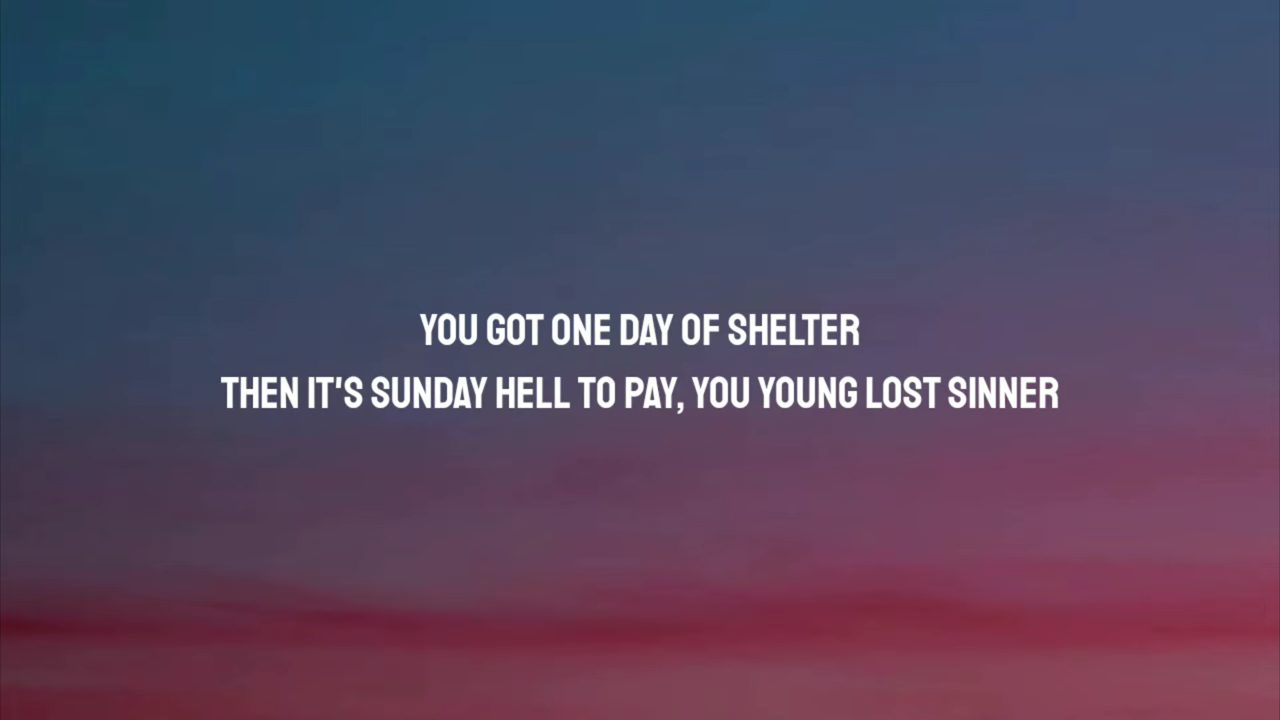 YOU GOT ONE DAY OF SHELTER
THEN IT'S SUNDAY HELL TO PAY, YOU YOUNG LOST SINNER